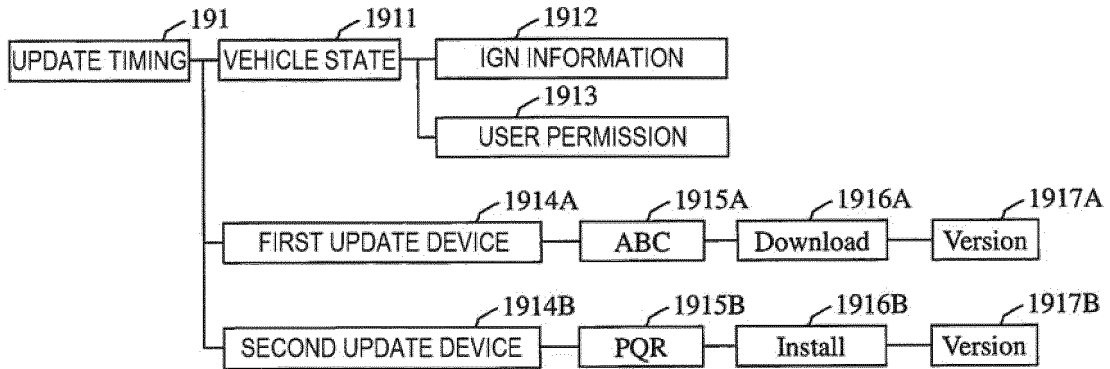 191 1911 1912
UPDATE TIMING VEHICLE STATE IGN INFORMATION
1913
USER PERMISSION
1914A 1915A 1916A 1917A
FIRST UPDATE DEVICE ABC Download Version
1914B 1915B 1916B 1917B
SECOND UPDATE DEVICE PQR Install Version